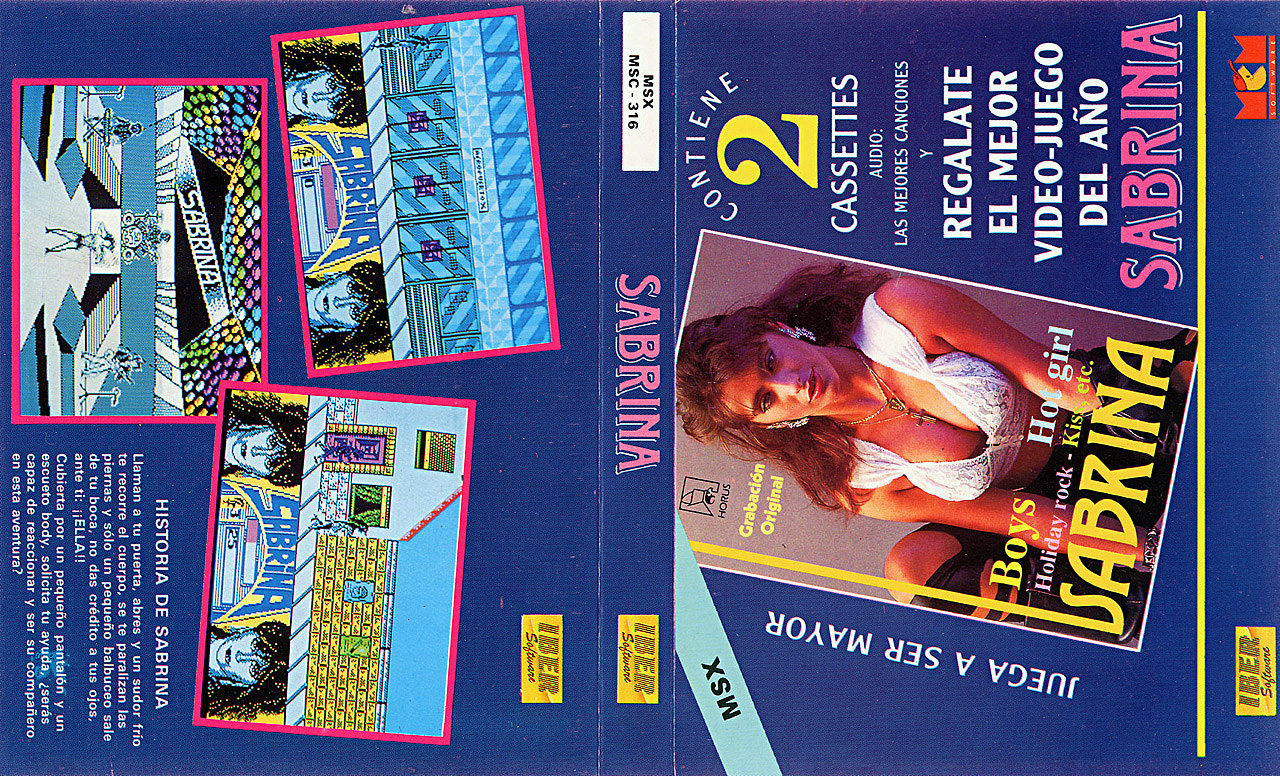 MCM
SOFTWARE
SABRINA
REGALATE
EL MEJOR
VIDEO-JUEGO
DEL AÑO
SABRINA
CONTIENE
2
CASSETTES
AUDIO:
LAS MEJORES CANCIONES
Y
HORUS
Grabación
Original
Boys
Hot girl
Holiday rock - Kiss, etc.
SABRINA
JUEGA A SER MAYOR
MSX
IBER
Software
MSX
MSC - 316
SABRINA
IBER
Software
SABRINA
SABRINA
SABRINA
HISTORIA DE SABRINA
Llaman a tu puerta, abres y un sudor frío
te recorre el cuerpo, se te paralizan las
piernas y sólo un pequeño balbuceo sale
de tu boca, no das crédito a tus ojos,
ante ti: ¡¡ELLA!!
Cubierta por un pequeño pantalón y un
escueto body, solicita tu ayuda, ¿serás
capaz de reaccionar y ser su compañero
en esta aventura?
IBER
Software